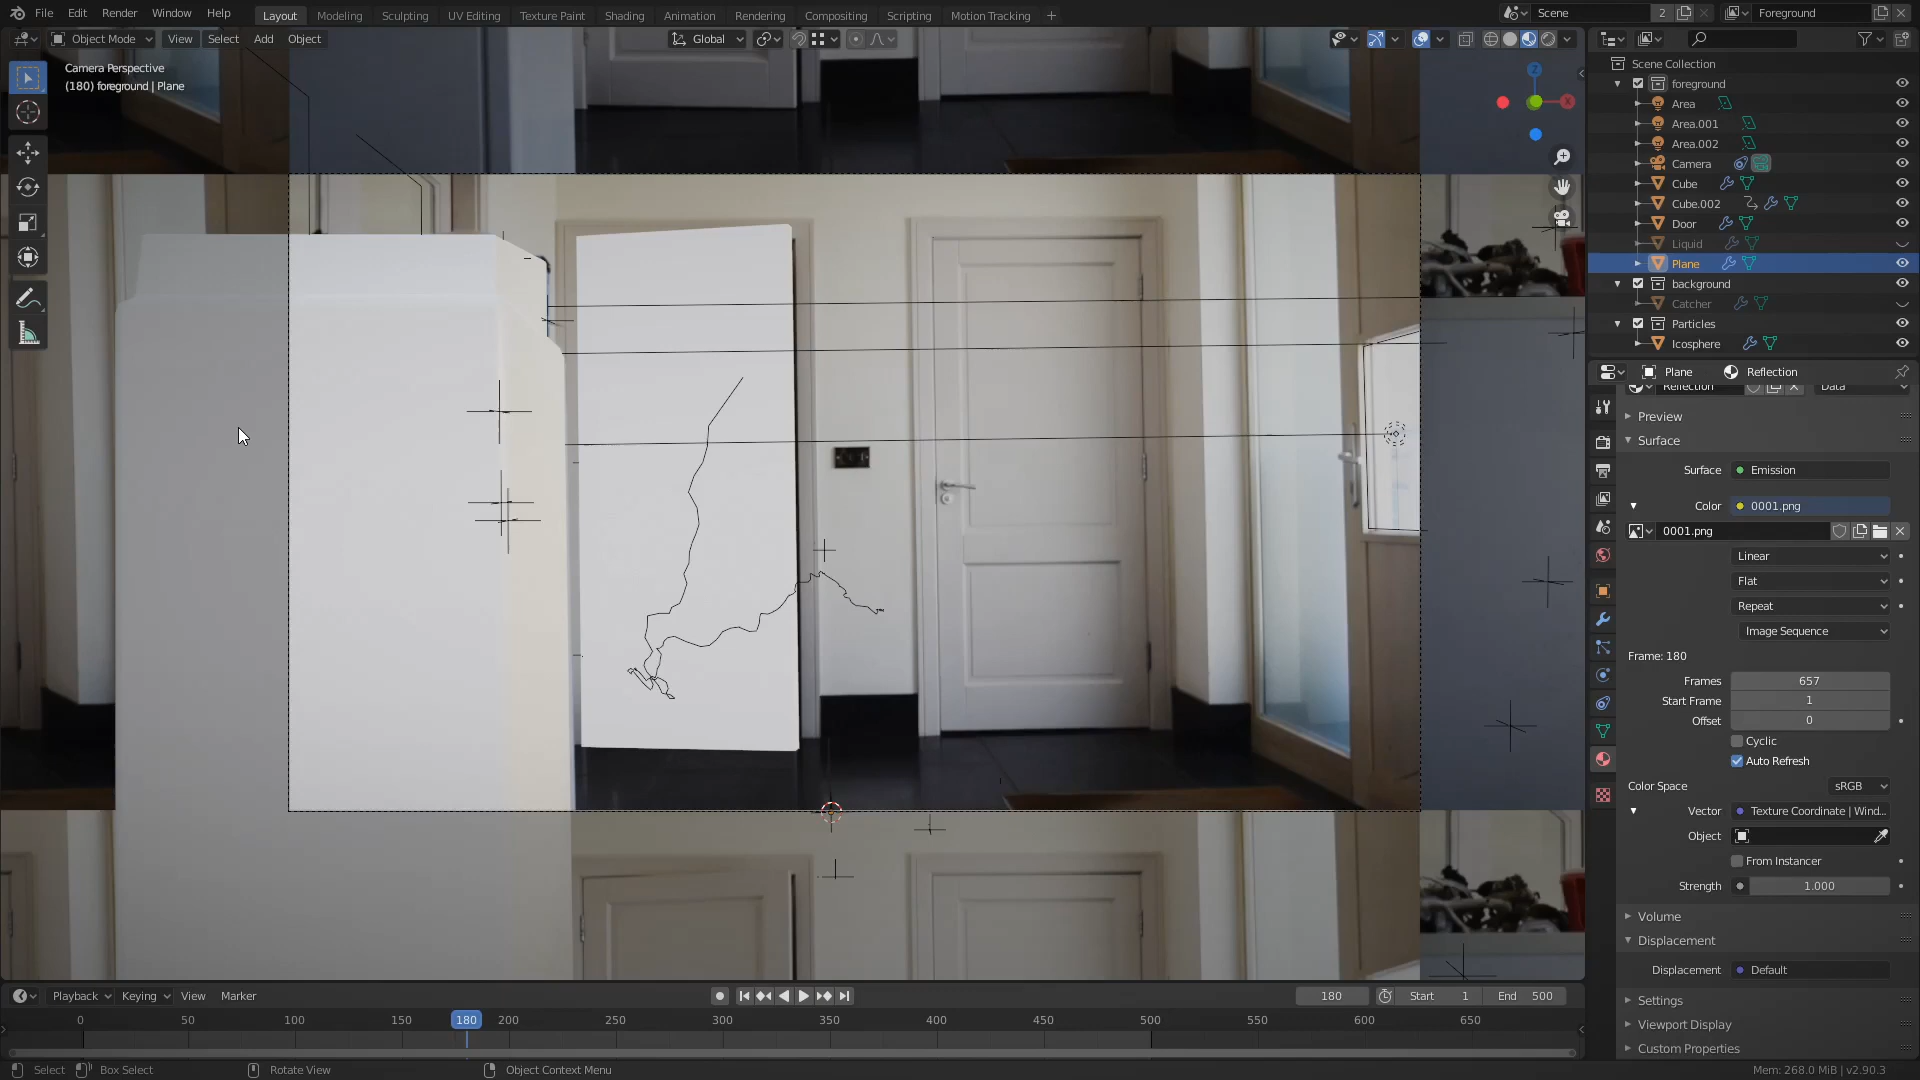 File Edit Render Window Help Layout Modeling Sculpting UV Editing Texture Paint Shading Animation Rendering Compositing Scripting Motion Tracking + Scene 2 Foreground
Object Mode View Select Add Object Global
Camera Perspective
(180) foreground | Plane
Z
X
Scene Collection
foreground
Area
Area.001
Area.002
Camera
Cube
Cube.002
Door
Liquid
Plane
background
Catcher
Particles
Icosphere
Plane Reflection
Reflection Data
Preview
Surface
Surface Emission
Color 0001.png
0001.png
Linear
Flat
Repeat
Image Sequence
Frame: 180
Frames 657
Start Frame 1
Offset 0
Cyclic
Auto Refresh
Color Space sRGB
Vector Texture Coordinate | Wind...
Object
From Instancer
Strength 1.000
Volume
Displacement
Displacement Default
Settings
Viewport Display
Custom Properties
Playback Keying View Marker 180 Start 1 End 500
0 50 100 150 180 200 250 300 350 400 450 500 550 600 650
Select Box Select Rotate View Object Context Menu Mem: 268.0 MiB | v2.90.3